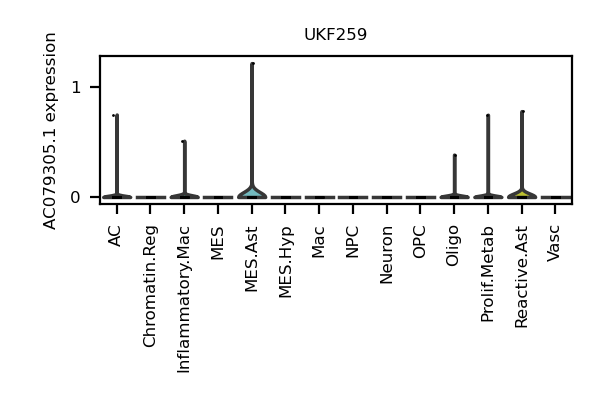 UKF259
AC079305.1 expression
1
0
AC
Chromatin.Reg
Inflammatory.Mac
MES
MES.Ast
MES.Hyp
Mac
NPC
Neuron
OPC
Oligo
Prolif.Metab
Reactive.Ast
Vasc